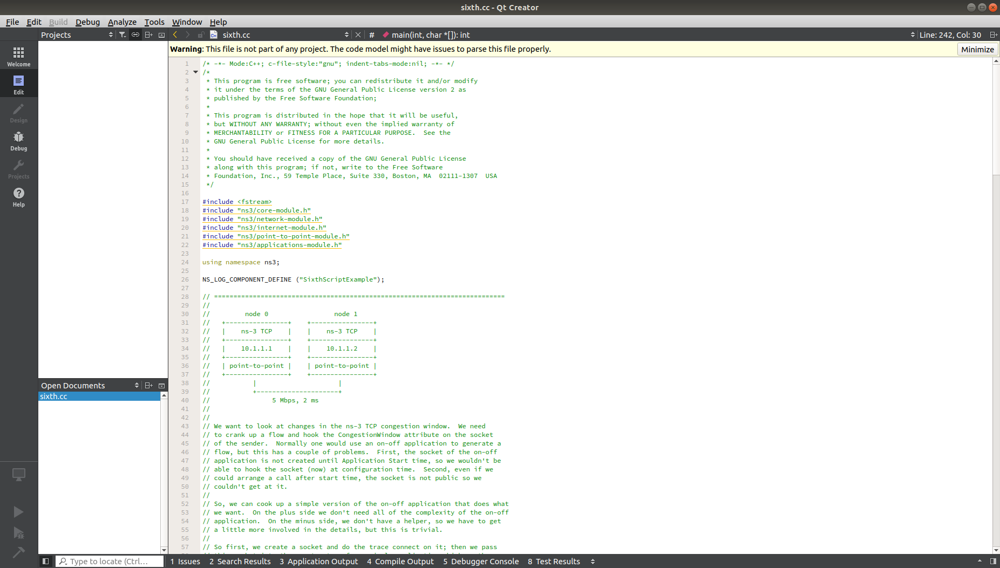 sixth.cc - Qt Creator
File Edit Build Debug Analyze Tools Window Help
Projects
sixth.cc
# main(int, char *[]): int
Line: 242, Col: 30
Warning: This file is not part of any project. The code model might have issues to parse this file properly.
Minimize
Welcome
Edit
Design
Debug
Projects
Help
1 /* -*- Mode:C++; c-file-style:"gnu"; indent-tabs-mode:nil; -*- */
2 /*
3  * This program is free software; you can redistribute it and/or modify
4  * it under the terms of the GNU General Public License version 2 as
5  * published by the Free Software Foundation;
6  *
7  * This program is distributed in the hope that it will be useful,
8  * but WITHOUT ANY WARRANTY; without even the implied warranty of
9  * MERCHANTABILITY or FITNESS FOR A PARTICULAR PURPOSE.  See the
10  * GNU General Public License for more details.
11  *
12  * You should have received a copy of the GNU General Public License
13  * along with this program; if not, write to the Free Software
14  * Foundation, Inc., 59 Temple Place, Suite 330, Boston, MA  02111-1307  USA
15  */
16
17 #include <fstream>
18 #include "ns3/core-module.h"
19 #include "ns3/network-module.h"
20 #include "ns3/internet-module.h"
21 #include "ns3/point-to-point-module.h"
22 #include "ns3/applications-module.h"
23
24 using namespace ns3;
25
26 NS_LOG_COMPONENT_DEFINE ("SixthScriptExample");
27
28 // ===========================================================================
29 //
30 //         node 0                 node 1
31 //   +----------------+    +----------------+
32 //   |    ns-3 TCP    |    |    ns-3 TCP    |
33 //   +----------------+    +----------------+
34 //   |    10.1.1.1    |    |    10.1.1.2    |
35 //   +----------------+    +----------------+
36 //   | point-to-point |    | point-to-point |
37 //   +----------------+    +----------------+
38 //           |                     |
39 //           +---------------------+
40 //                5 Mbps, 2 ms
41 //
42 //
43 // We want to look at changes in the ns-3 TCP congestion window.  We need
44 // to crank up a flow and hook the CongestionWindow attribute on the socket
45 // of the sender.  Normally one would use an on-off application to generate a
46 // flow, but this has a couple of problems.  First, the socket of the on-off
47 // application is not created until Application Start time, so we wouldn't be
48 // able to hook the socket (now) at configuration time.  Second, even if we
49 // could arrange a call after start time, the socket is not public so we
50 // couldn't get at it.
51 //
52 // So, we can cook up a simple version of the on-off application that does what
53 // we want.  On the plus side we don't need all of the complexity of the on-off
54 // application.  On the minus side, we don't have a helper, so we have to get
55 // a little more involved in the details, but this is trivial.
56 //
57 // So first, we create a socket and do the trace connect on it; then we pass
Open Documents
sixth.cc
Type to locate (Ctrl...
1 Issues 2 Search Results 3 Application Output 4 Compile Output 5 Debugger Console 8 Test Results